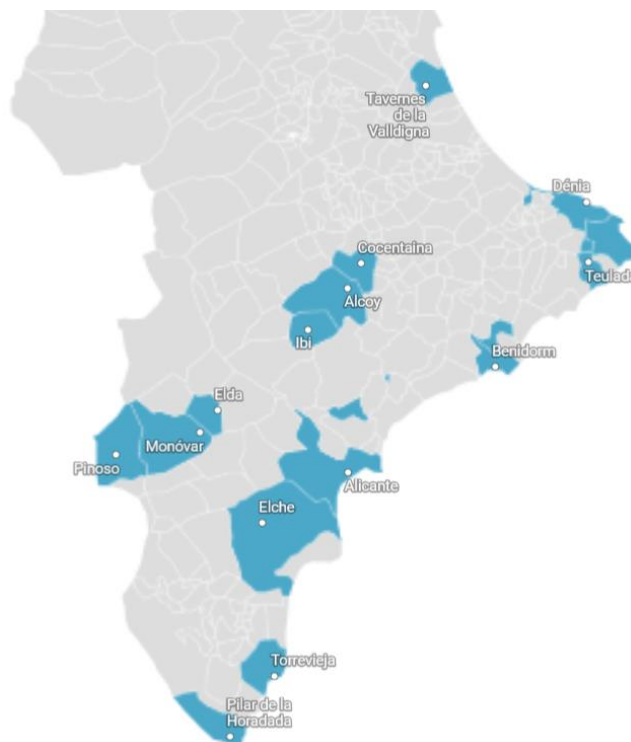 Tavernes
de la
Valldigna
Dénia
Cocentaina
Teulada
Alcoy
Ibi
Benidorm
Elda
Monóvar
Pinoso
Alicante
Elche
Torrevieja
Pilar de la
Horadada